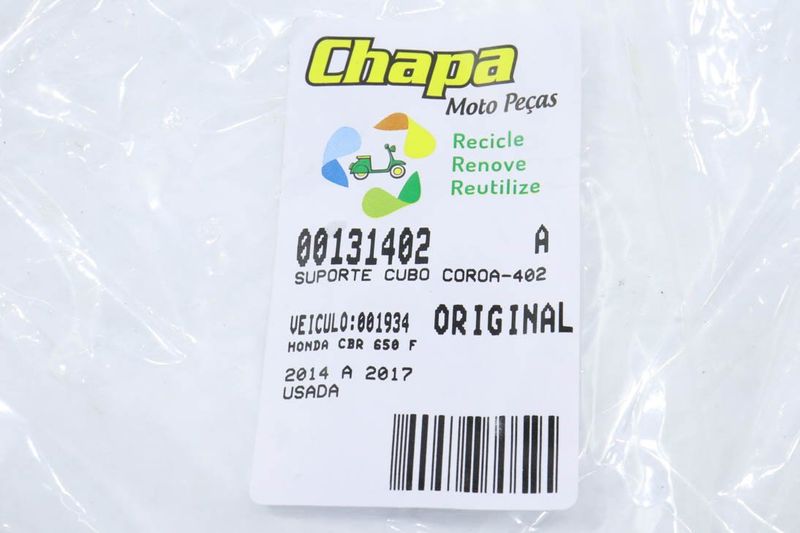 Chapa
Moto Peças
Recicle
Renove
Reutilize
00131402 A
SUPORTE CUBO COROA-402
VEICULO:001934 ORIGINAL
HONDA CBR 650 F
2014 A 2017
USADA